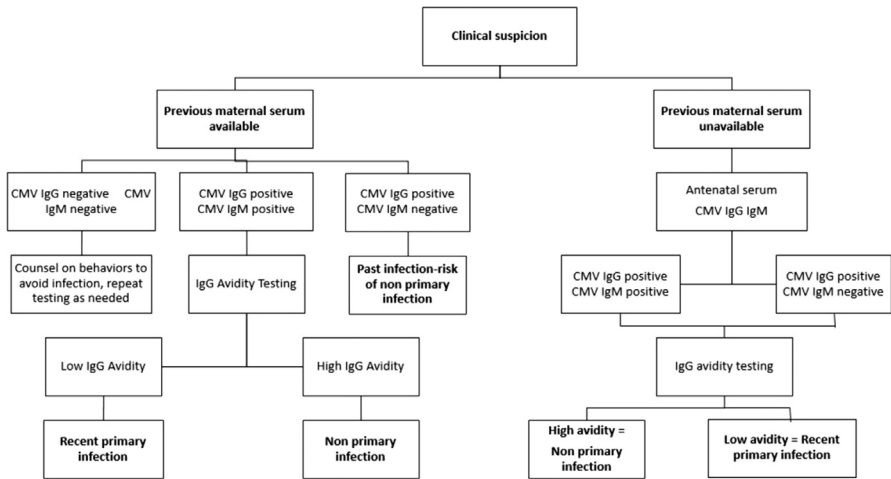 Clinical suspicion
Previous maternal serum
available
Previous maternal serum
unavailable
CMV IgG negative CMV
IgM negative
CMV IgG positive
CMV IgM positive
CMV IgG positive
CMV IgM negative
Antenatal serum
CMV IgG IgM
Counsel on behaviors to
avoid infection, repeat
testing as needed
IgG Avidity Testing
Past infection-risk
of non primary
infection
CMV IgG positive
CMV IgM positive
CMV IgG positive
CMV IgM negative
Low IgG Avidity
High IgG Avidity
IgG avidity testing
Recent primary
infection
Non primary
infection
High avidity =
Non primary
infection
Low avidity = Recent
primary infection